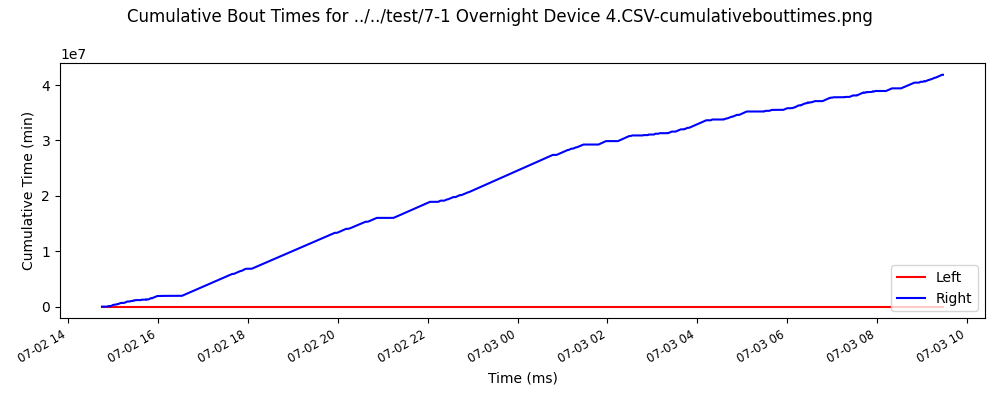 Cumulative Bout Times for ../../test/7-1 Overnight Device 4.CSV-cumulativebouttimes.png
1e7
4
3
2
1
0
Cumulative Time (min)
Left
Right
07-02 14
07-02 16
07-02 18
07-02 20
07-02 22
07-03 00
07-03 02
07-03 04
07-03 06
07-03 08
07-03 10
Time (ms)